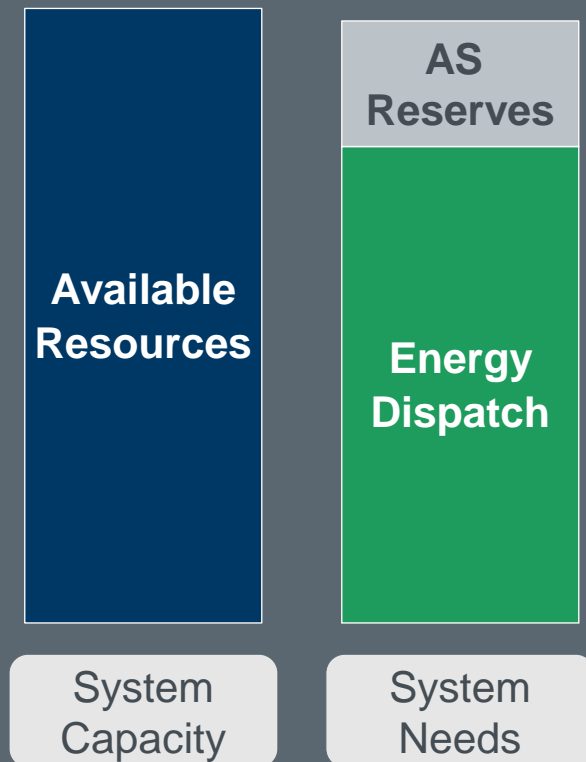 Available
Resources
AS
Reserves
Energy
Dispatch
System
Capacity
System
Needs